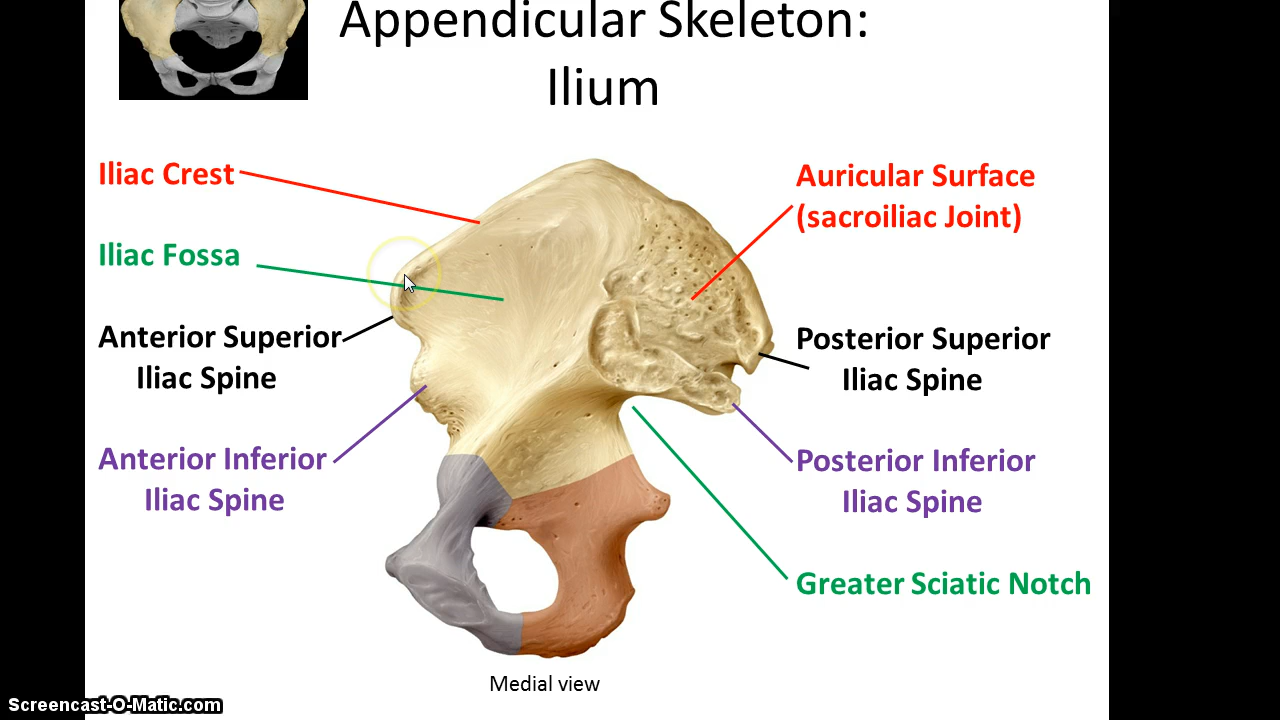 Appendicular Skeleton:
Ilium
Iliac Crest
Iliac Fossa
Anterior Superior
Iliac Spine
Anterior Inferior
Iliac Spine
Auricular Surface
(sacroiliac Joint)
Posterior Superior
Iliac Spine
Posterior Inferior
Iliac Spine
Greater Sciatic Notch
Medial view
Screencast-O-Matic.com